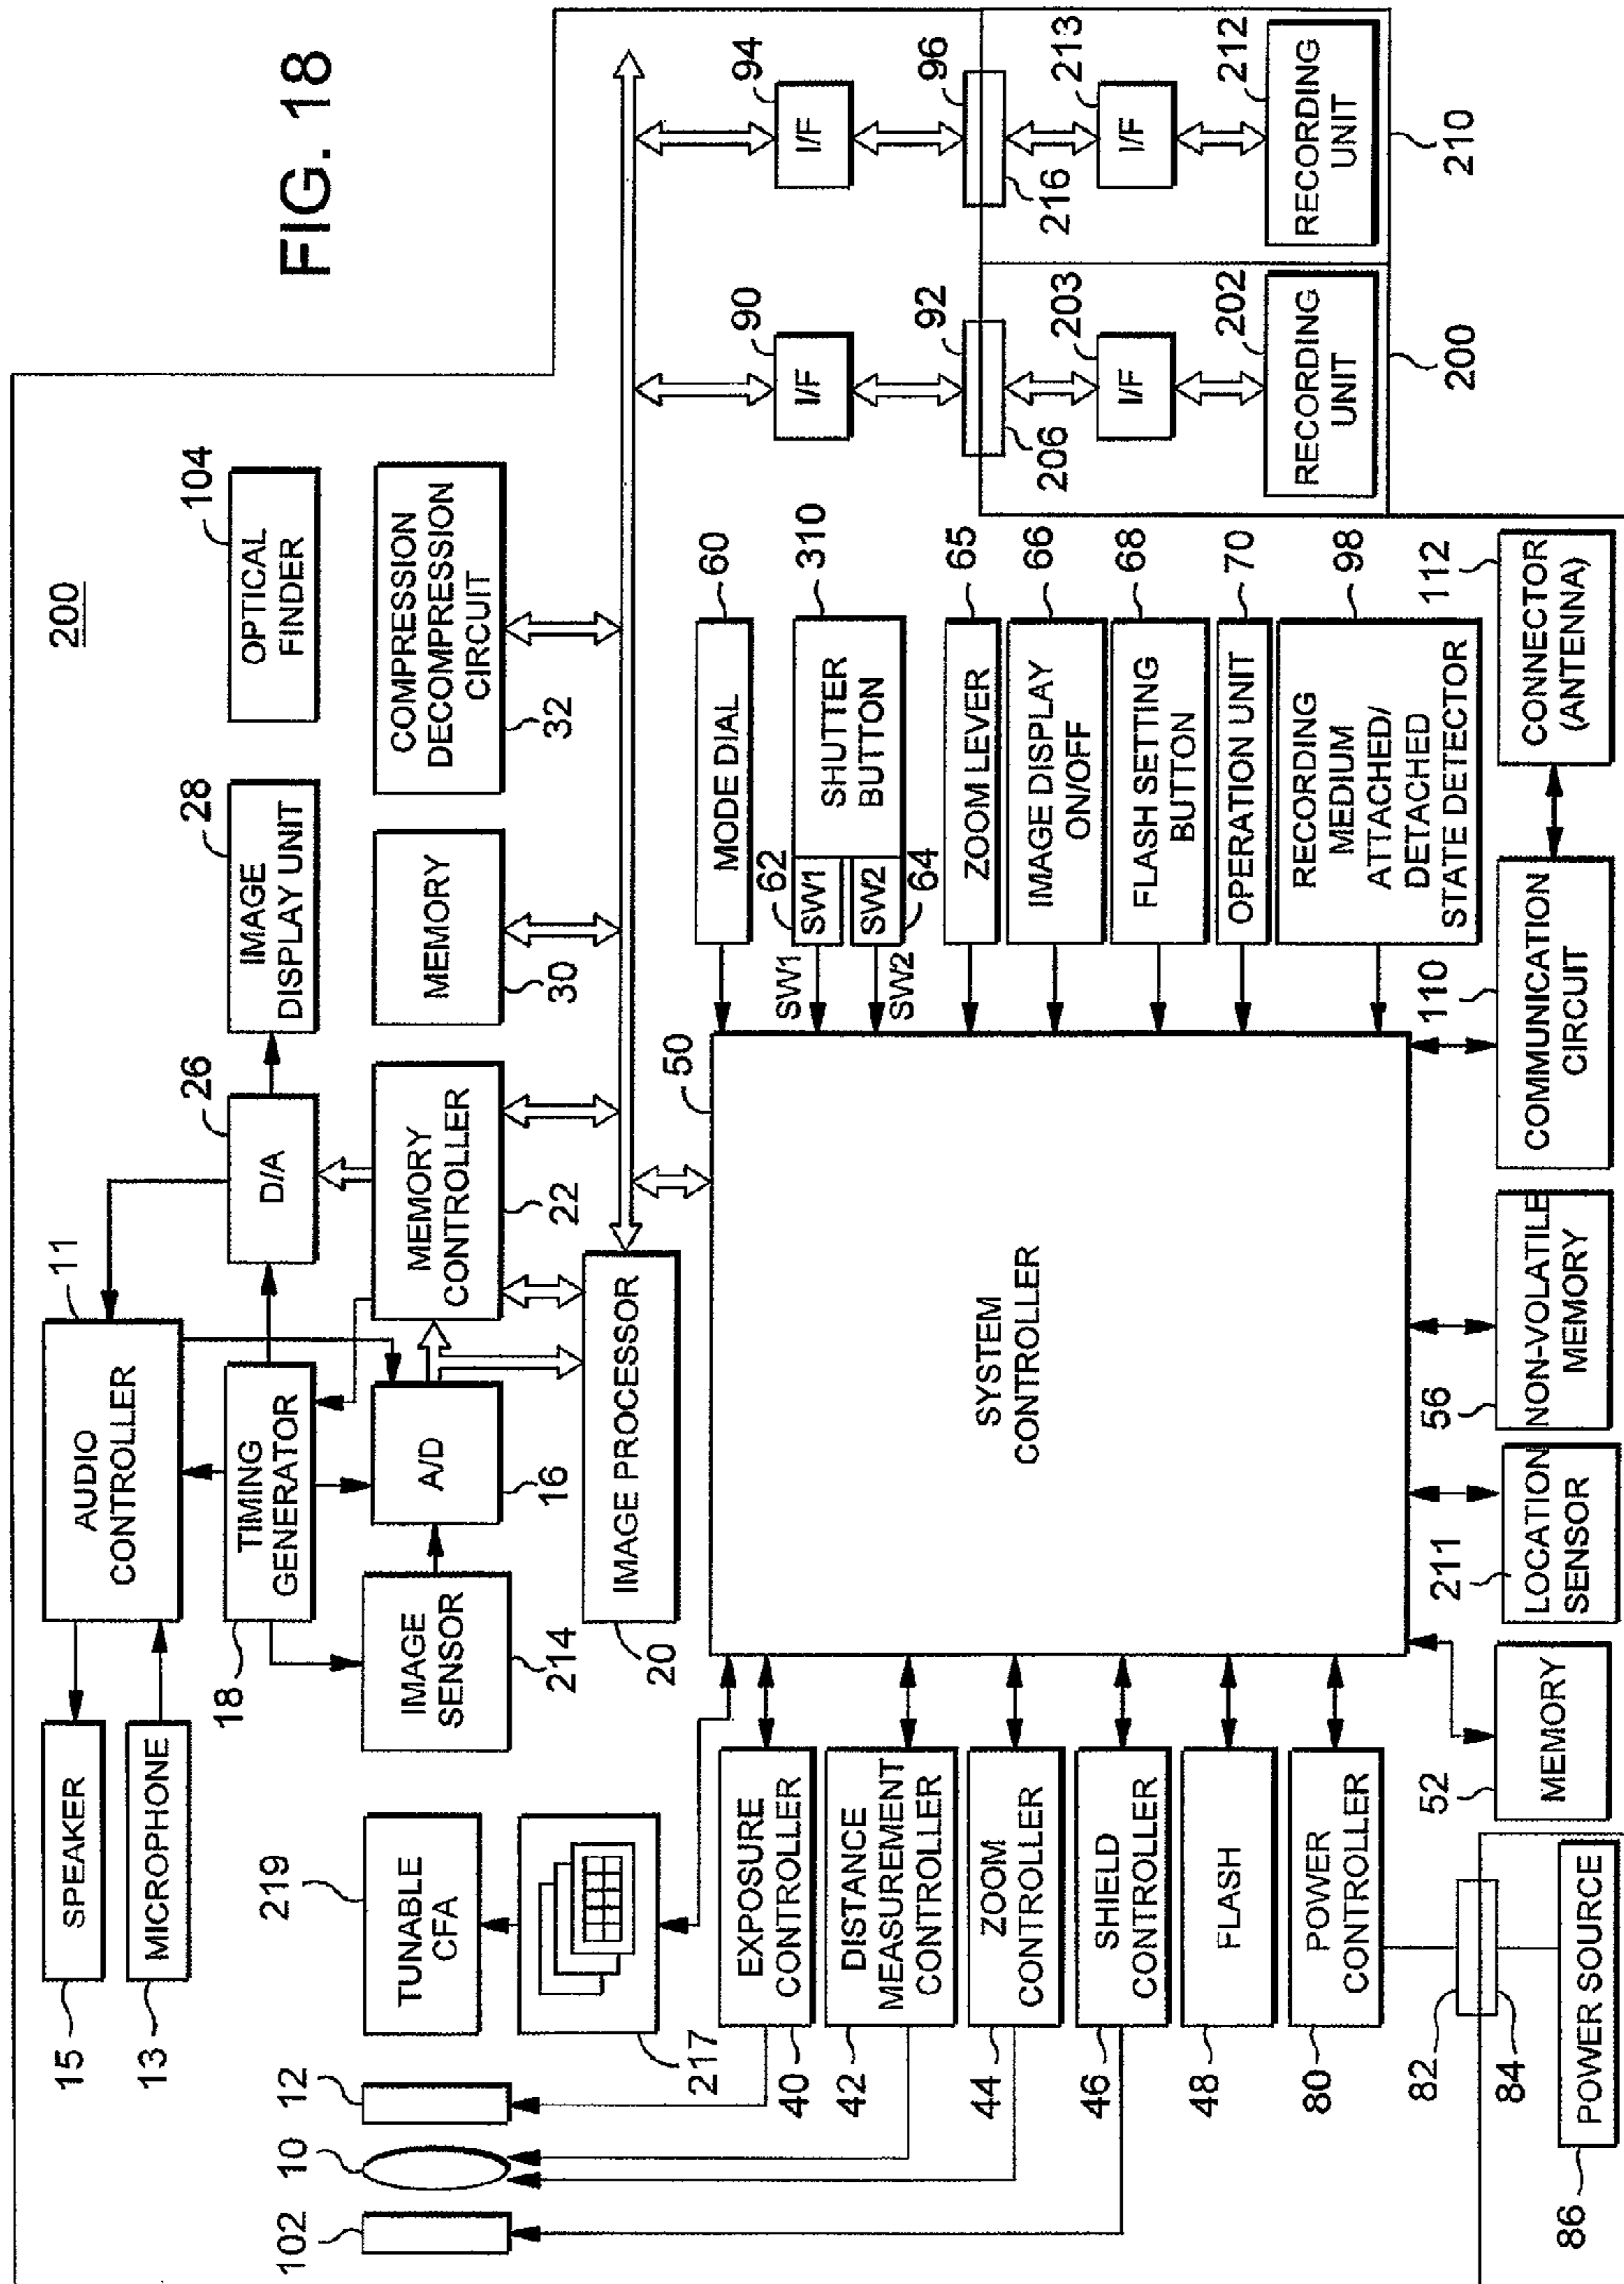 FIG. 18
200
15
SPEAKER
13
MICROPHONE
AUDIO
CONTROLLER
11
18
TIMING
GENERATOR
D/A
26
IMAGE
DISPLAY UNIT
28
OPTICAL
FINDER
104
12
10
102
TUNABLE
CFA
219
217
IMAGE
SENSOR
214
A/D
16
MEMORY
CONTROLLER
22
MEMORY
30
COMPRESSION
DECOMPRESSION
CIRCUIT
32
IMAGE PROCESSOR
20
EXPOSURE
CONTROLLER
40
DISTANCE
MEASUREMENT
CONTROLLER
42
ZOOM
CONTROLLER
44
SHIELD
CONTROLLER
46
FLASH
48
POWER
CONTROLLER
80
82
84
POWER SOURCE
86
SYSTEM
CONTROLLER
50
MODE DIAL
60
SW1
SW1
62
SHUTTER
BUTTON
310
SW2
SW2
64
ZOOM LEVER
65
IMAGE DISPLAY
ON/OFF
66
FLASH SETTING
BUTTON
68
OPERATION UNIT
70
RECORDING
MEDIUM
ATTACHED/
DETACHED
STATE DETECTOR
98
MEMORY
52
LOCATION
SENSOR
211
NON-VOLATILE
MEMORY
56
COMMUNICATION
CIRCUIT
110
CONNECTOR
(ANTENNA)
112
I/F
90
92
206
I/F
203
RECORDING
UNIT
202
200
I/F
94
96
216
I/F
213
RECORDING
UNIT
212
210